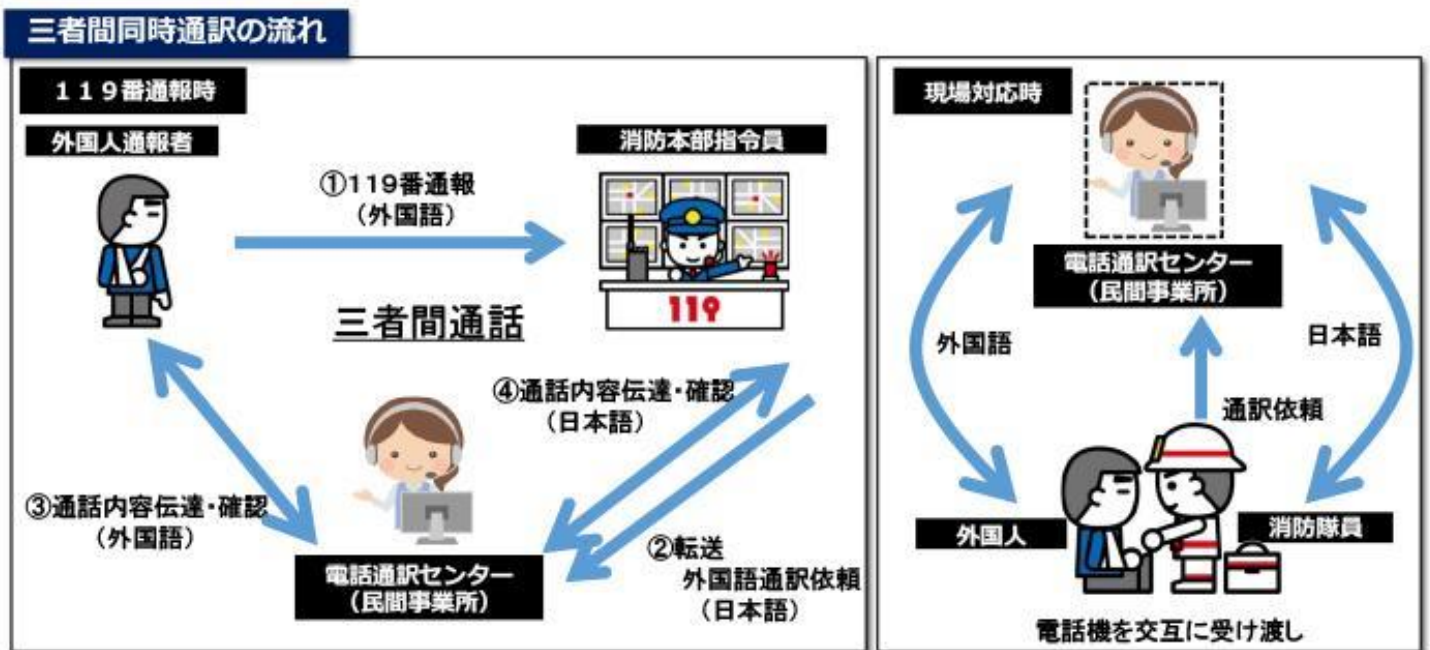 三者間同時通訳の流れ
119番通報時
外国人通報者
消防本部指令員
①119番通報
(外国語)
119
三者間通話
④通話内容伝達・確認
(日本語)
③通話内容伝達・確認
(外国語)
②転送
外国語通訳依頼
(日本語)
電話通訳センター
(民間事業所)
現場対応時
電話通訳センター
(民間事業所)
外国語
日本語
通訳依頼
外国人
消防隊員
電話機を交互に受け渡し